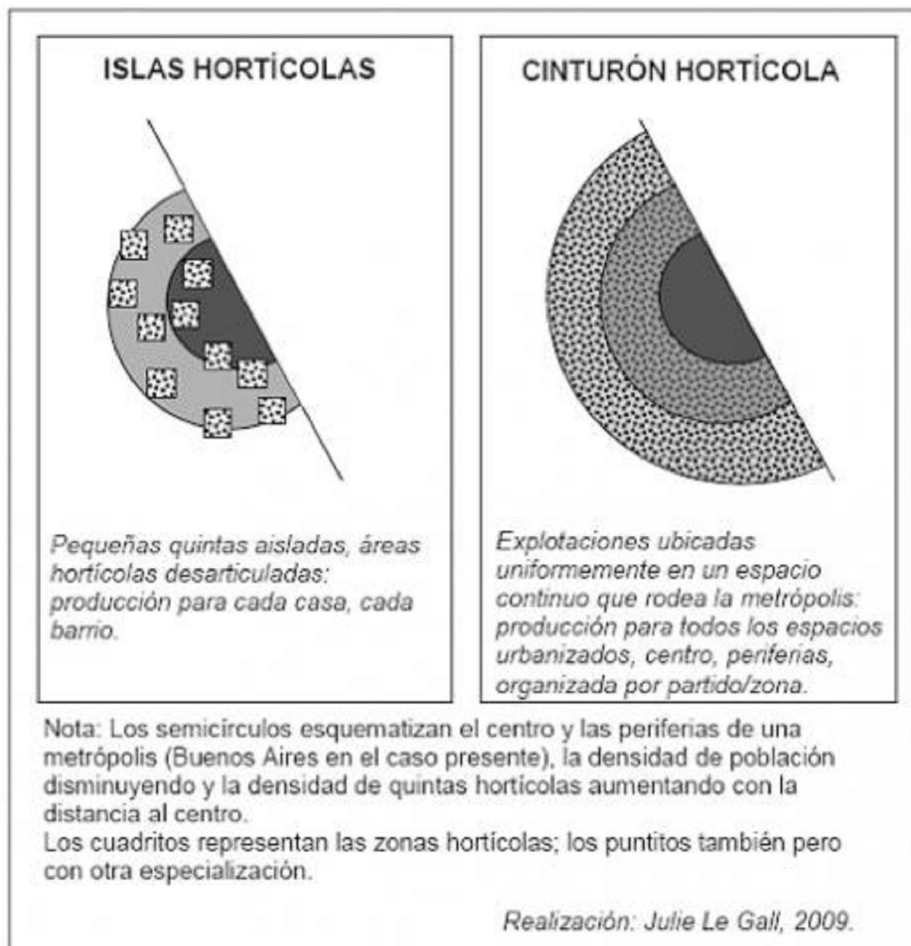 ISLAS HORTÍCOLAS
Pequeñas quintas aisladas, áreas
hortícolas desarticuladas:
producción para cada casa, cada
barrio.
CINTURÓN HORTÍCOLA
Explotaciones ubicadas
uniformemente en un espacio
continuo que rodea la metrópolis:
producción para todos los espacios
urbanizados, centro, periferias,
organizada por partido/zona.
Nota: Los semicírculos esquematizan el centro y las periferias de una
metrópolis (Buenos Aires en el caso presente), la densidad de población
disminuyendo y la densidad de quintas hortícolas aumentando con la
distancia al centro.
Los cuadritos representan las zonas hortícolas; los puntitos también pero
con otra especialización.
Realización: Julie Le Gall, 2009.